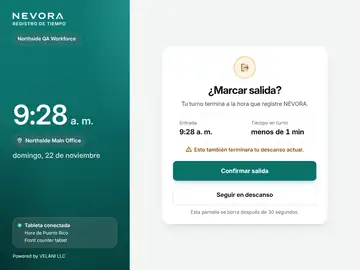 NEVORA
REGISTRO DE TIEMPO
Northside QA Workforce
9:28 a. m.
Northside Main Office
domingo, 22 de noviembre
Tableta conectada
Hora de Puerto Rico
Front counter tablet
Powered by VELANI LLC
¿Marcar salida?
Tu turno termina a la hora que registre NEVORA.
Entrada
Tiempo en turno
9:28 a. m.
menos de 1 min
Esto también terminará tu descanso actual.
Confirmar salida
Seguir en descanso
Esta pantalla se borra después de 30 segundos.